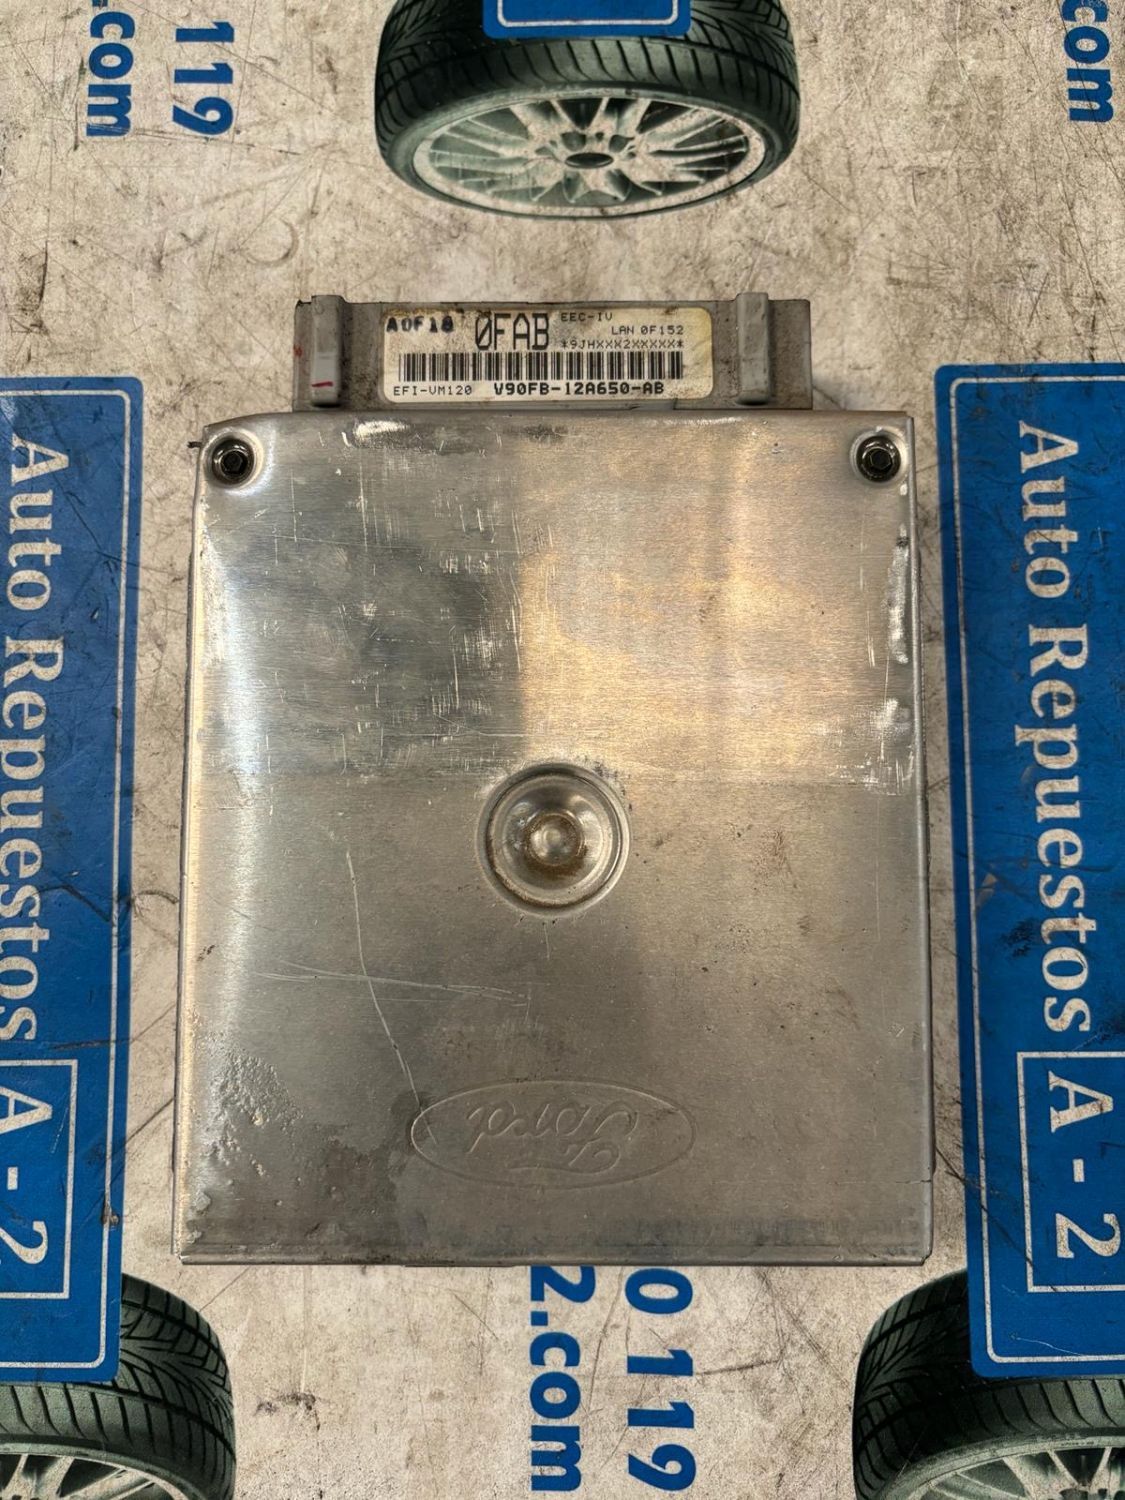 .com
119
com
A0F18
0FAB
EEC-IV
LAN 0F152
*9JHXXX2XXXXX*
EFI-VM120
V90FB-12A650-AB
Auto Repuestos A-2
Auto Repuestos A-2
Ford
2.com
0 119